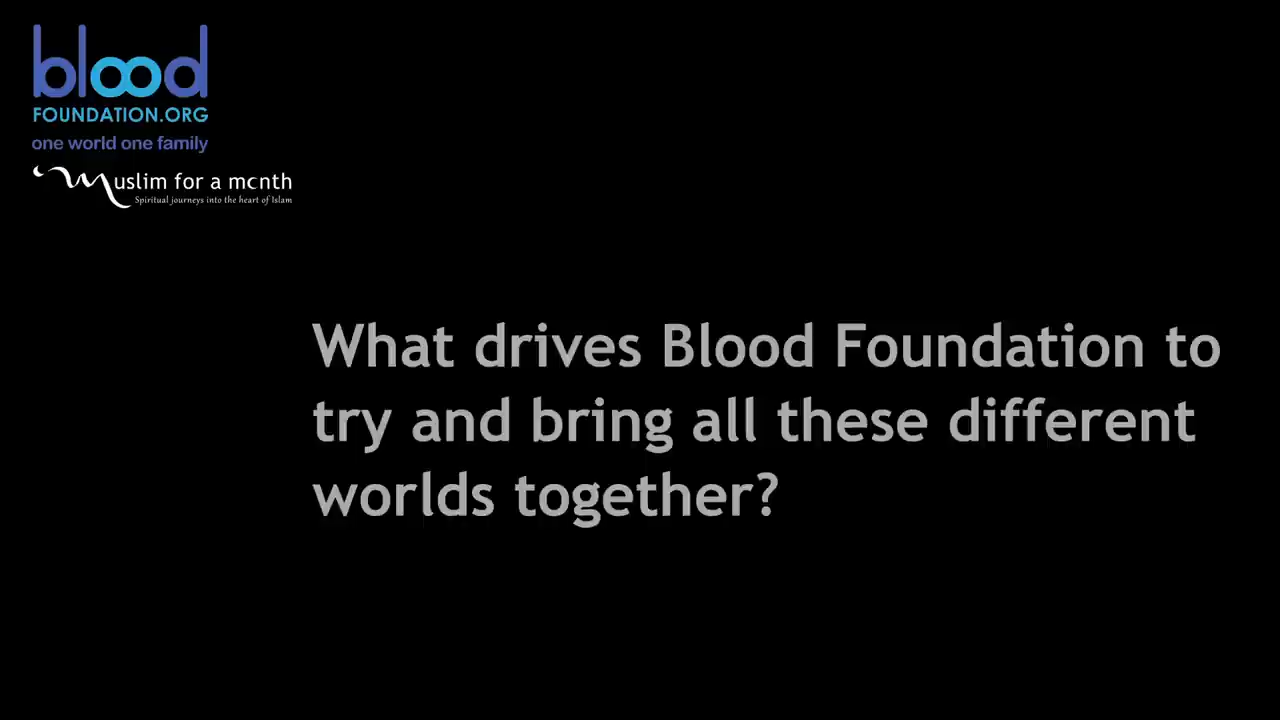 blood
FOUNDATION.ORG
one world one family
Muslim for a month
Spiritual journeys into the heart of Islam
What drives Blood Foundation to
try and bring all these different
worlds together?